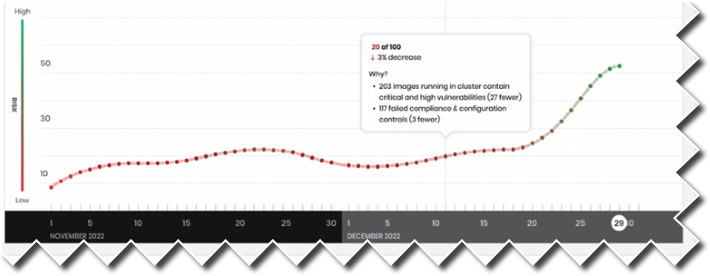 High
20 of 100
↓ 3% decrease
Why?
• 203 images running in cluster contain
critical and high vulnerabilities (27 fewer)
• 117 failed compliance & configuration
controls (3 fewer)
50
RISK
30
10
Low
1 5 10 15 20 25 30 1 5 10 15 20 25 29
NOVEMBER 2022 DECEMBER 2022